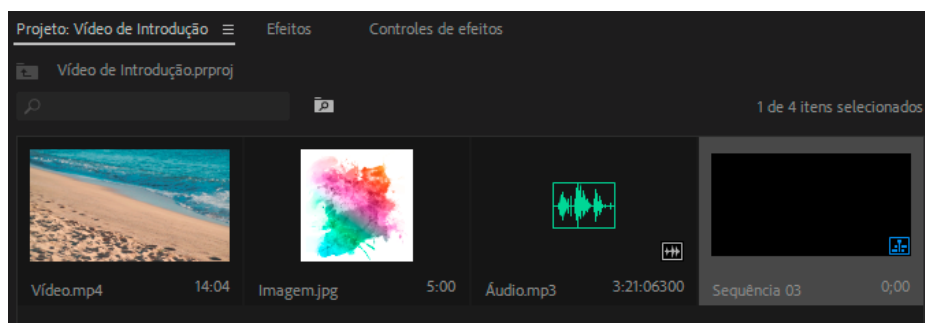 Projeto: Vídeo de Introdução Efeitos Controles de efeitos
Vídeo de Introdução.prproj
1 de 4 itens selecionados
Vídeo.mp4 14:04 Imagem.jpg 5:00 Áudio.mp3 3:21:06300 Sequência 03 0;00